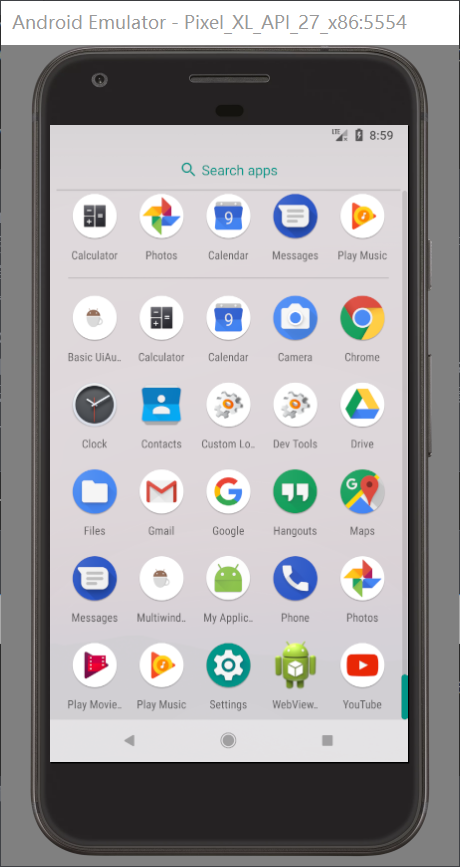 Android Emulator - Pixel_XL_API_27_x86:5554
LTE 8:59
Search apps
Calculator Photos Calendar Messages Play Music
Basic UiAu.. Calculator Calendar Camera Chrome
Clock Contacts Custom Lo.. Dev Tools Drive
Files Gmail Google Hangouts Maps
Messages Multiwind.. My Applic.. Phone Photos
Play Movie.. Play Music Settings WebView.. YouTube